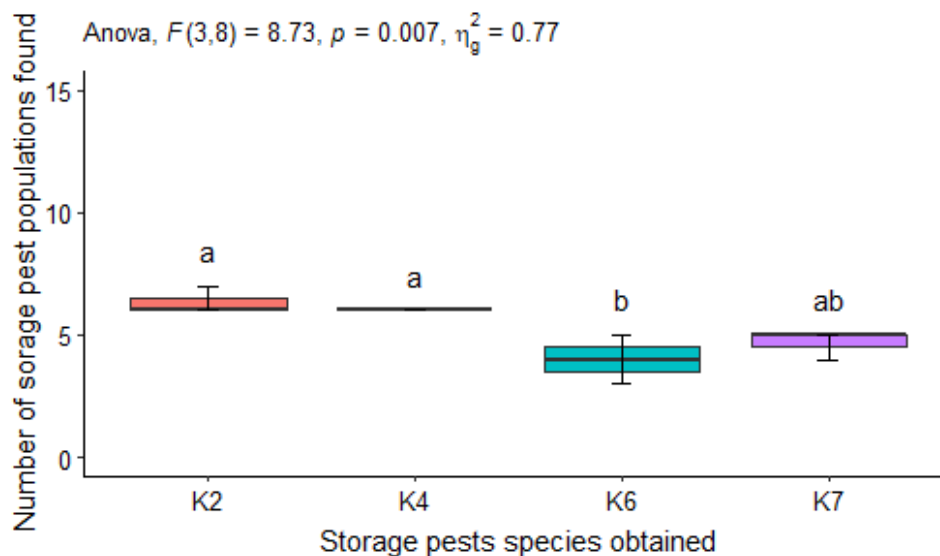 Anova, F(3,8) = 8.73, p = 0.007, η²g = 0.77
Number of sorage pest populations found
15
10
5
0
a
a
b
ab
K2 K4 K6 K7
Storage pests species obtained